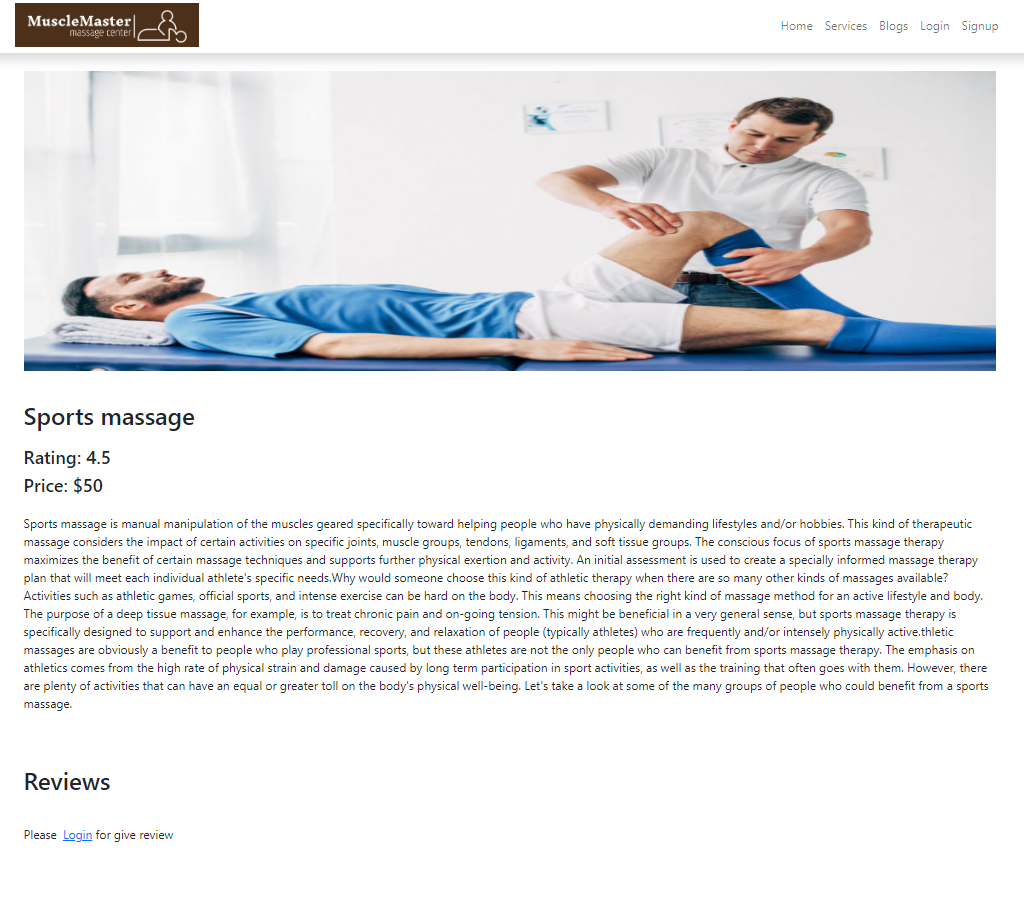 MuscleMaster
massage center
Home Services Blogs Login Signup
Sports massage
Rating: 4.5
Price: $50
Sports massage is manual manipulation of the muscles geared specifically toward helping people who have physically demanding lifestyles and/or hobbies. This kind of therapeutic
massage considers the impact of certain activities on specific joints, muscle groups, tendons, ligaments, and soft tissue groups. The conscious focus of sports massage therapy
maximizes the benefit of certain massage techniques and supports further physical exertion and activity. An initial assessment is used to create a specially informed massage therapy
plan that will meet each individual athlete's specific needs.Why would someone choose this kind of athletic therapy when there are so many other kinds of massages available?
Activities such as athletic games, official sports, and intense exercise can be hard on the body. This means choosing the right kind of massage method for an active lifestyle and body.
The purpose of a deep tissue massage, for example, is to treat chronic pain and on-going tension. This might be beneficial in a very general sense, but sports massage therapy is
specifically designed to support and enhance the performance, recovery, and relaxation of people (typically athletes) who are frequently and/or intensely physically active.thletic
massages are obviously a benefit to people who play professional sports, but these athletes are not the only people who can benefit from sports massage therapy. The emphasis on
athletics comes from the high rate of physical strain and damage caused by long term participation in sport activities, as well as the training that often goes with them. However, there
are plenty of activities that can have an equal or greater toll on the body's physical well-being. Let's take a look at some of the many groups of people who could benefit from a sports
massage.
Reviews
Please Login for give review